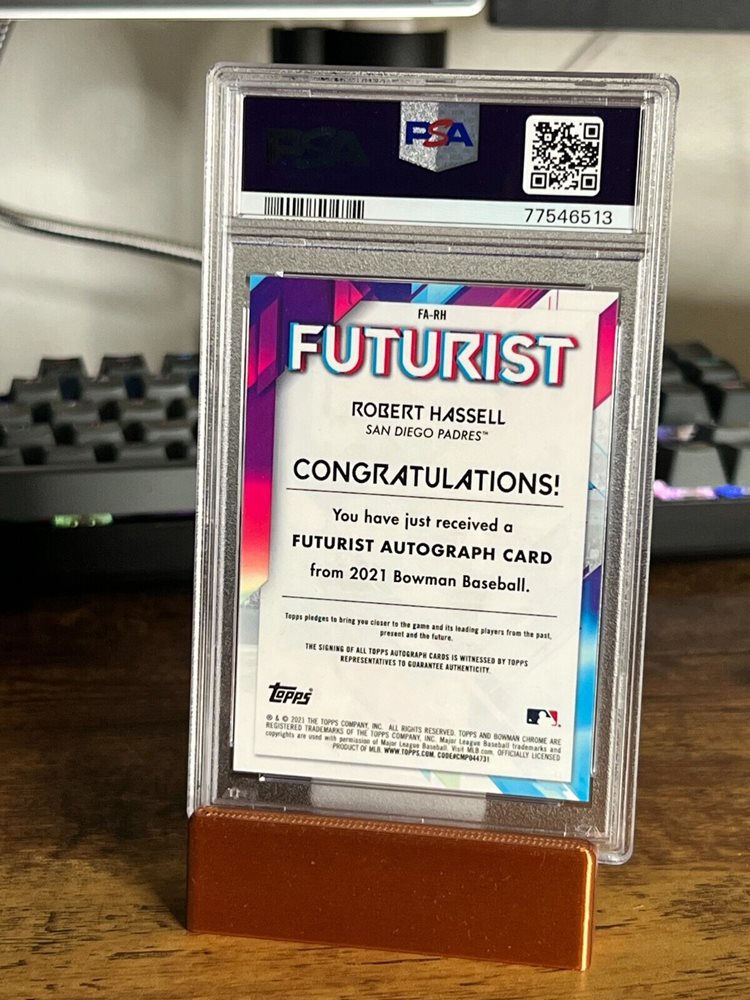 PSA
PSA
77546513
FA-RH
FUTURIST
ROBERT HASSELL
SAN DIEGO PADRES™
CONGRATULATIONS!
You have just received a
FUTURIST AUTOGRAPH CARD
from 2021 Bowman Baseball.
Topps pledges to bring you closer to the game and its leading players from the past,
present and the future.
THE SIGNING OF ALL TOPPS AUTOGRAPH CARDS IS WITNESSED BY TOPPS
REPRESENTATIVES TO GUARANTEE AUTHENTICITY.
topps®
® & © 2021 THE TOPPS COMPANY, INC. ALL RIGHTS RESERVED. TOPPS AND BOWMAN CHROME ARE
REGISTERED TRADEMARKS OF THE TOPPS COMPANY, INC. Major League Baseball trademarks and
copyrights are used with permission of Major League Baseball. Visit MLB.com. OFFICIALLY LICENSED
PRODUCT OF MLB. WWW.TOPPS.COM. CODE#CMP044731